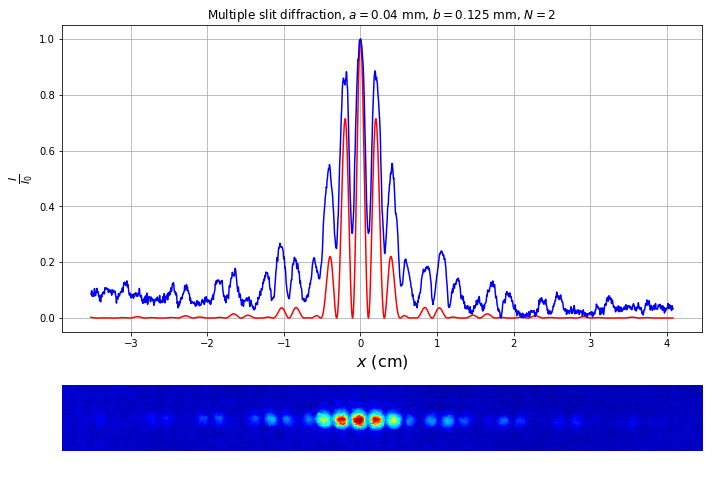 Multiple slit diffraction, a = 0.04 mm, b = 0.125 mm, N = 2
1.0
0.8
0.6
0.4
0.2
0.0
I
I₀
−3 −2 −1 0 1 2 3 4
x (cm)